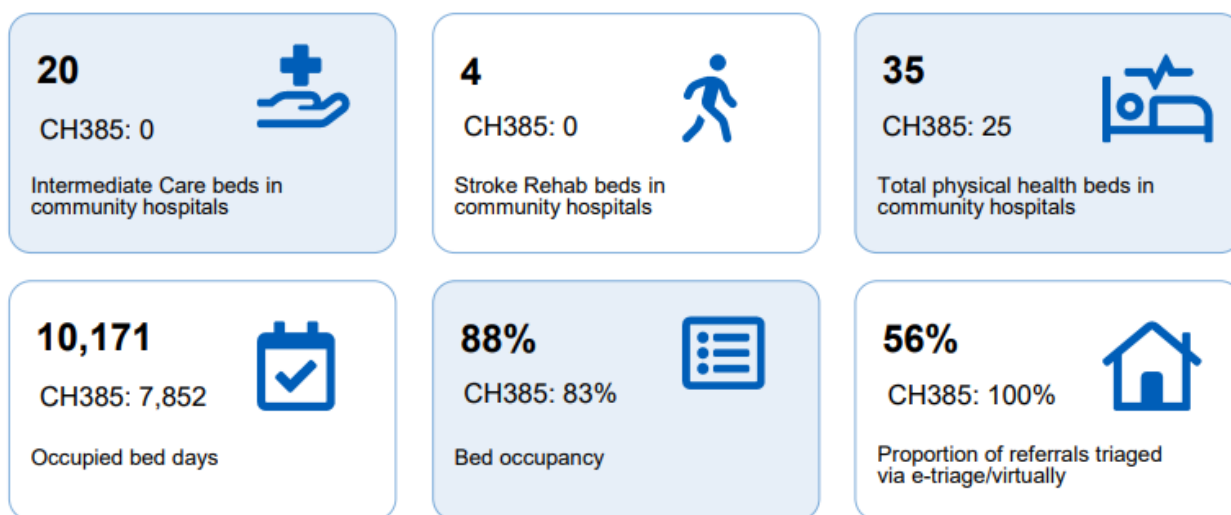 20
CH385: 0
Intermediate Care beds in
community hospitals
4
CH385: 0
Stroke Rehab beds in
community hospitals
35
CH385: 25
Total physical health beds in
community hospitals
10,171
CH385: 7,852
Occupied bed days
88%
CH385: 83%
Bed occupancy
56%
CH385: 100%
Proportion of referrals triaged
via e-triage/virtually